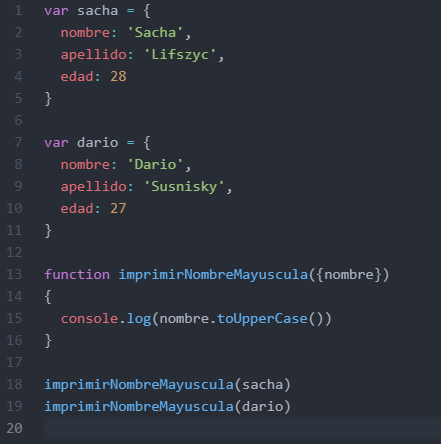 1 var sacha = {
2   nombre: 'Sacha',
3   apellido: 'Lifszyc',
4   edad: 28
5 }
6
7 var dario = {
8   nombre: 'Dario',
9   apellido: 'Susnisky',
10   edad: 27
11 }
12
13 function imprimirNombreMayuscula({nombre})
14 {
15   console.log(nombre.toUpperCase())
16 }
17
18 imprimirNombreMayuscula(sacha)
19 imprimirNombreMayuscula(dario)
20